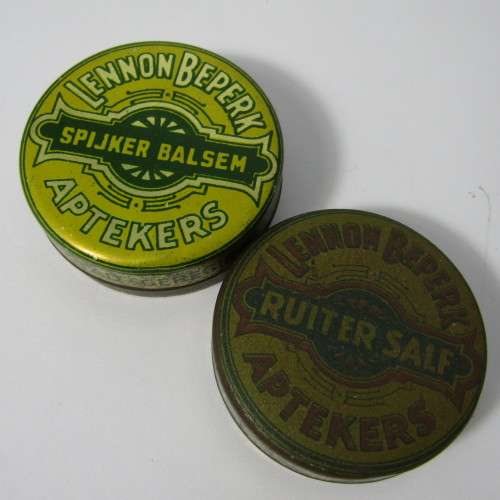 LENNON BEPERK
SPIJKER BALSEM
APTEKERS
LENNON BEPERK
RUITER SALF
APTEKERS